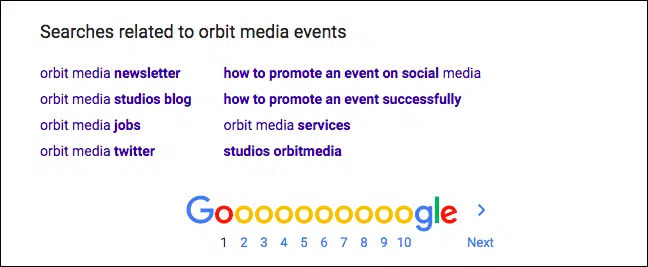 Searches related to orbit media events
orbit media newsletter
orbit media studios blog
orbit media jobs
orbit media twitter
how to promote an event on social media
how to promote an event successfully
orbit media services
studios orbitmedia
Goooooooooogle >
1 2 3 4 5 6 7 8 9 10 Next